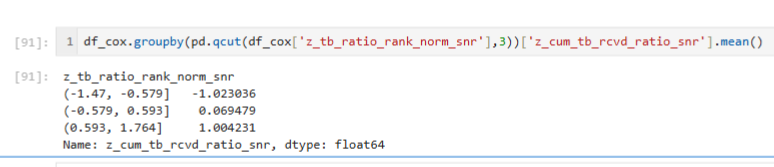 [91]: 1 df_cox.groupby(pd.qcut(df_cox['z_tb_ratio_rank_norm_snr'],3))['z_cum_tb_rcvd_ratio_snr'].mean()
[91]: z_tb_ratio_rank_norm_snr
(-1.47, -0.579]   -1.023036
(-0.579, 0.593]    0.069479
(0.593, 1.764]     1.004231
Name: z_cum_tb_rcvd_ratio_snr, dtype: float64